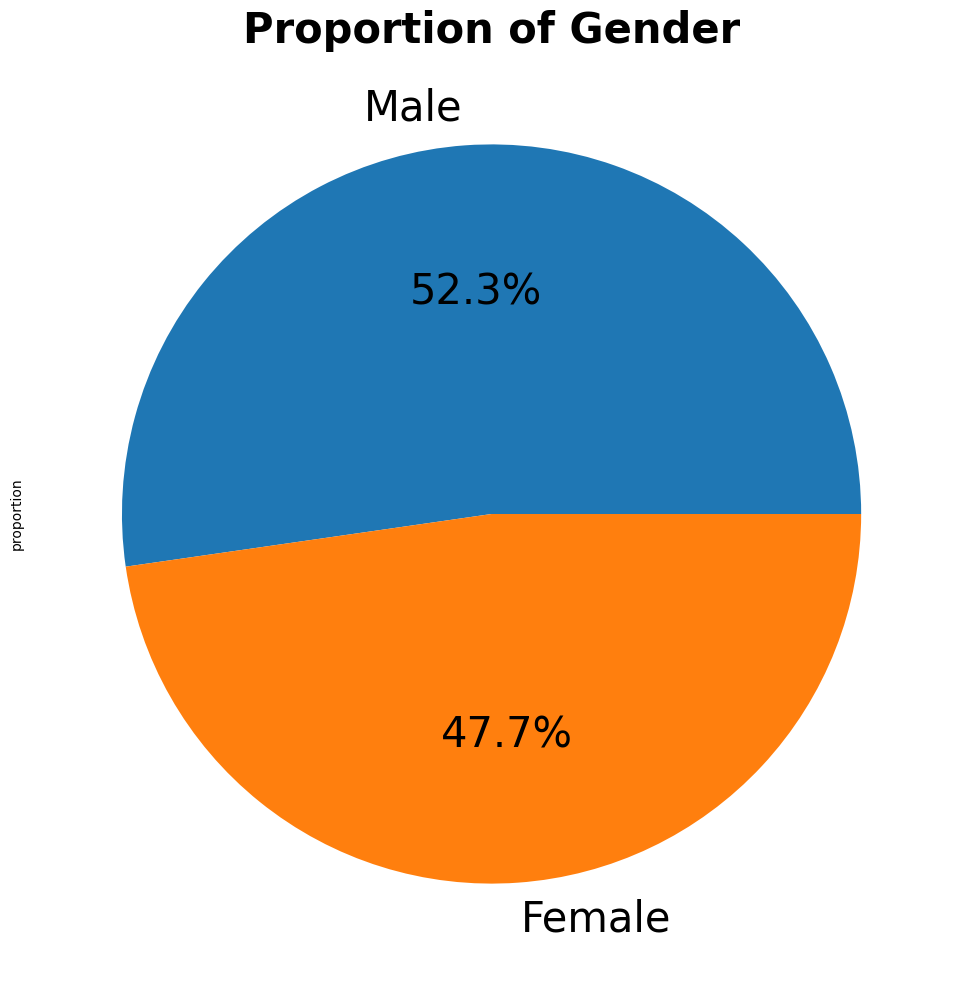 Proportion of Gender
Male
52.3%
proportion
47.7%
Female